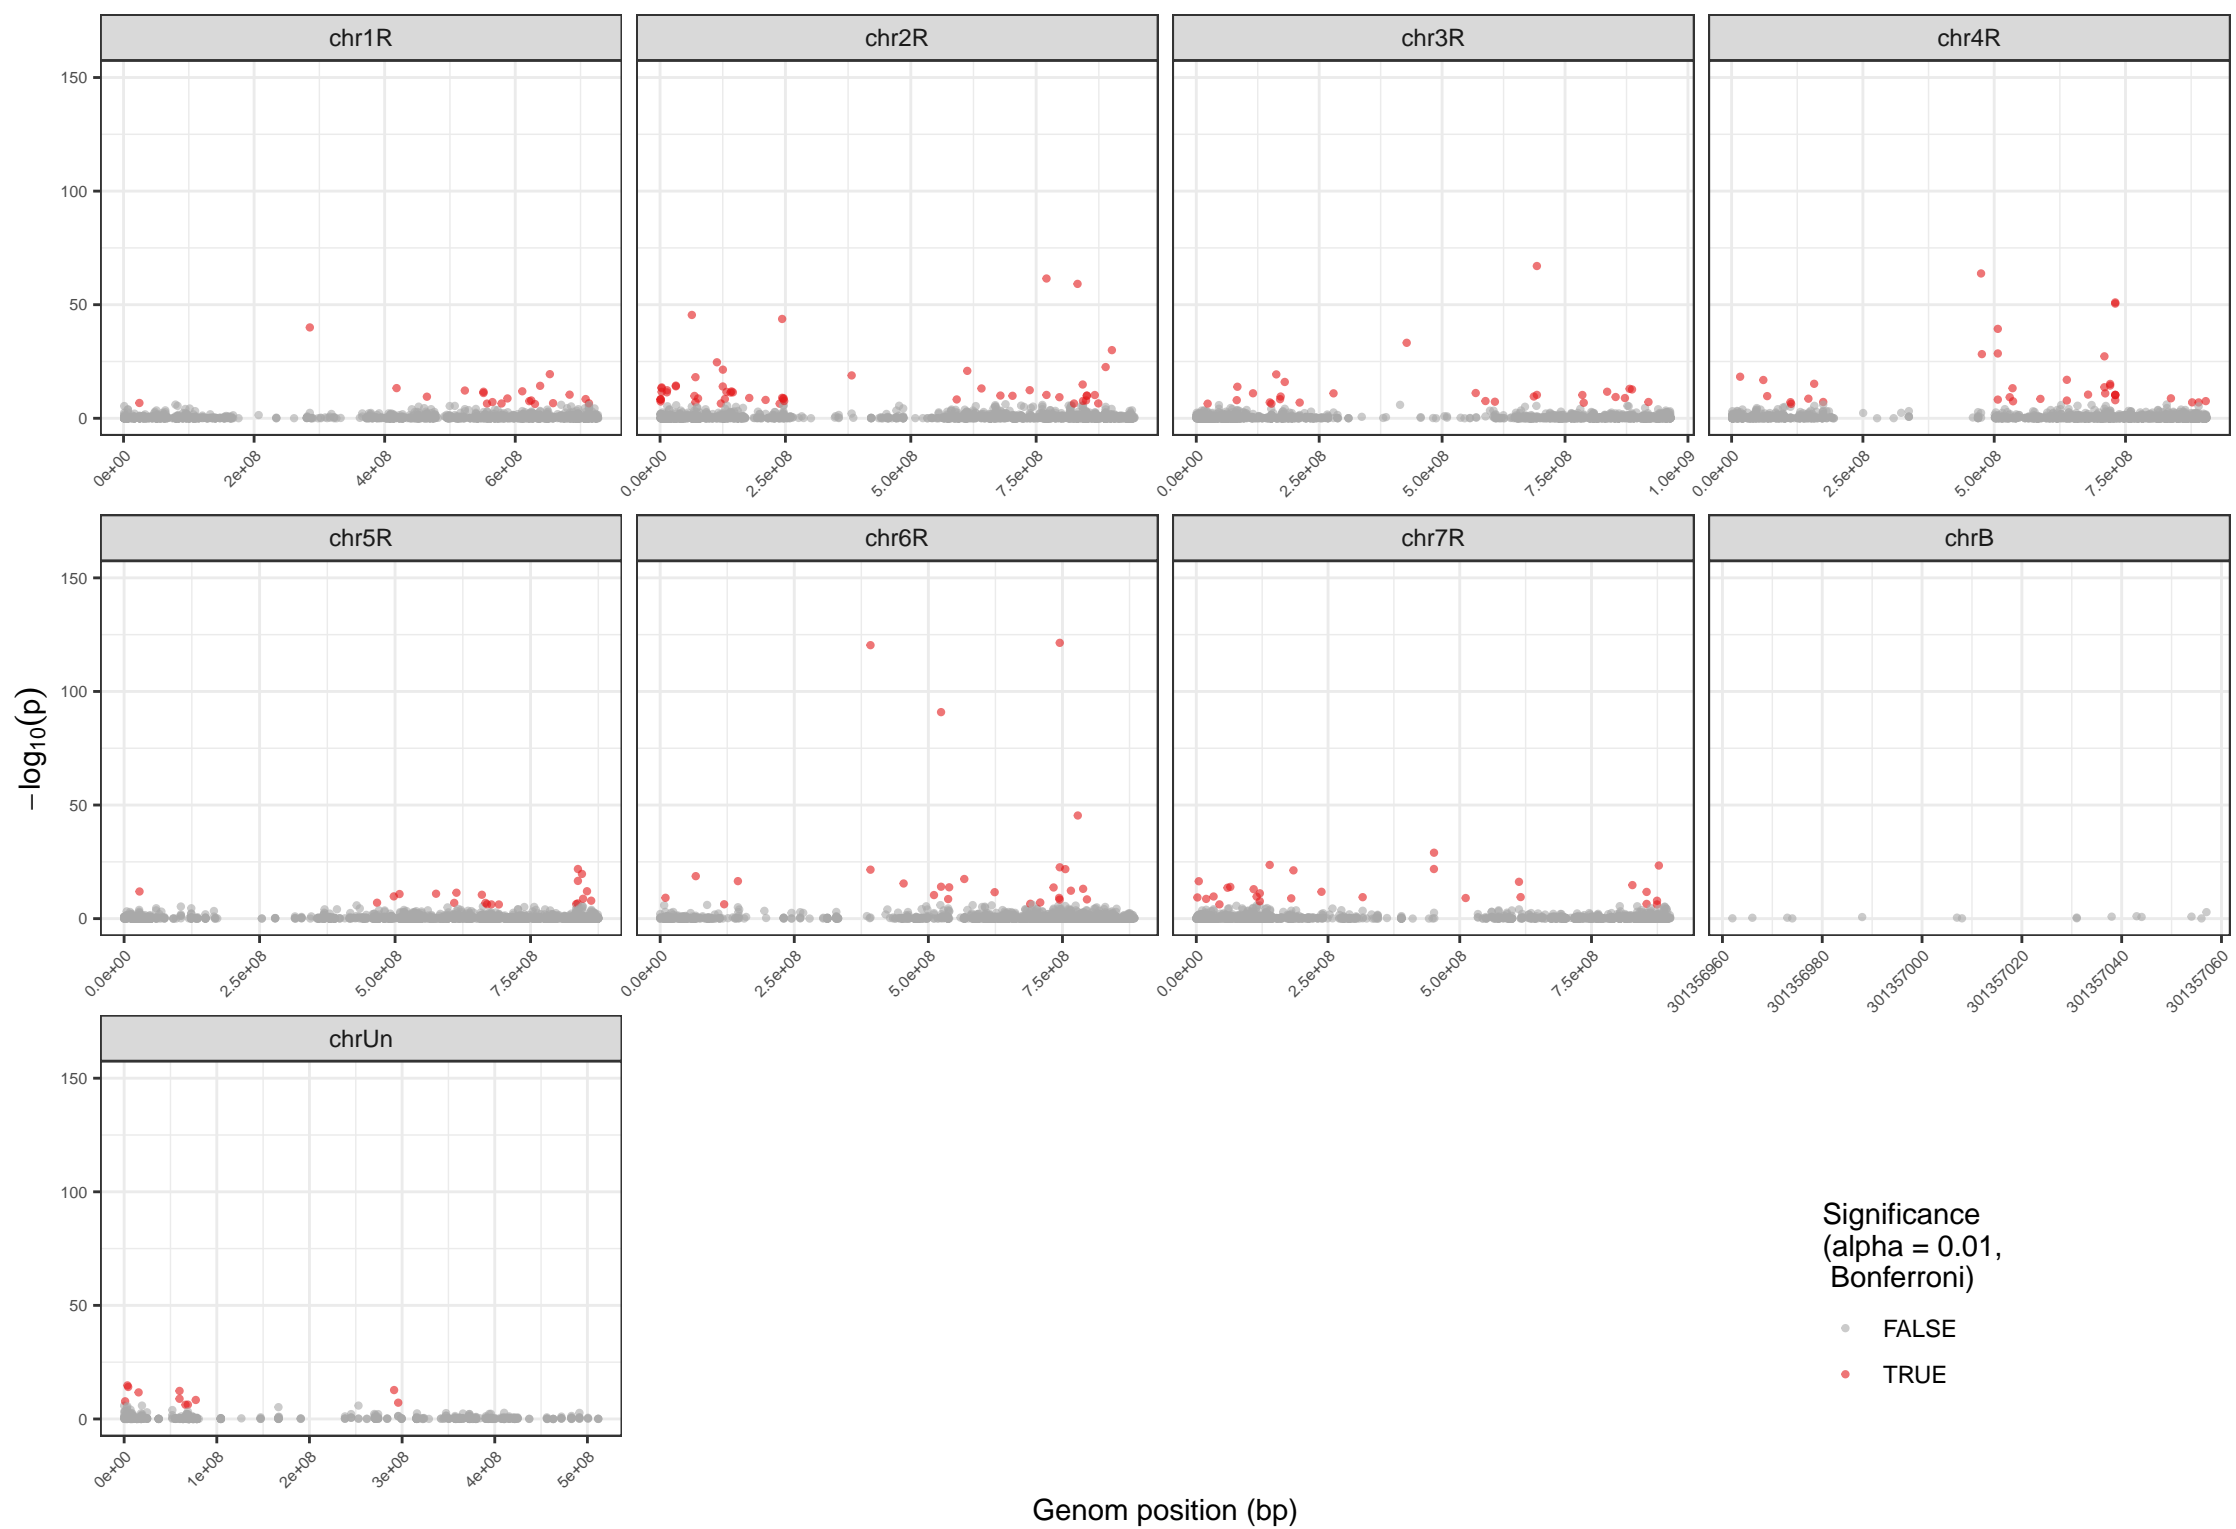 chr1R chr2R chr3R chr4R
150
100
50
0
0e+00 2e+08 4e+08 6e+08 0.0e+00 2.5e+08 5.0e+08 7.5e+08 0.0e+00 2.5e+08 5.0e+08 7.5e+08 1.0e+09 0.0e+00 2.5e+08 5.0e+08 7.5e+08
chr5R chr6R chr7R chrB
150
100
50
0
0.0e+00 2.5e+08 5.0e+08 7.5e+08 0.0e+00 2.5e+08 5.0e+08 7.5e+08 0.0e+00 2.5e+08 5.0e+08 7.5e+08 301356960 301356980 301357000 301357020 301357040 301357060
−log10(p)
chrUn
150
100
50
0
0e+00 1e+08 2e+08 3e+08 4e+08 5e+08
Significance
(alpha = 0.01,
Bonferroni)
FALSE
TRUE
Genom position (bp)